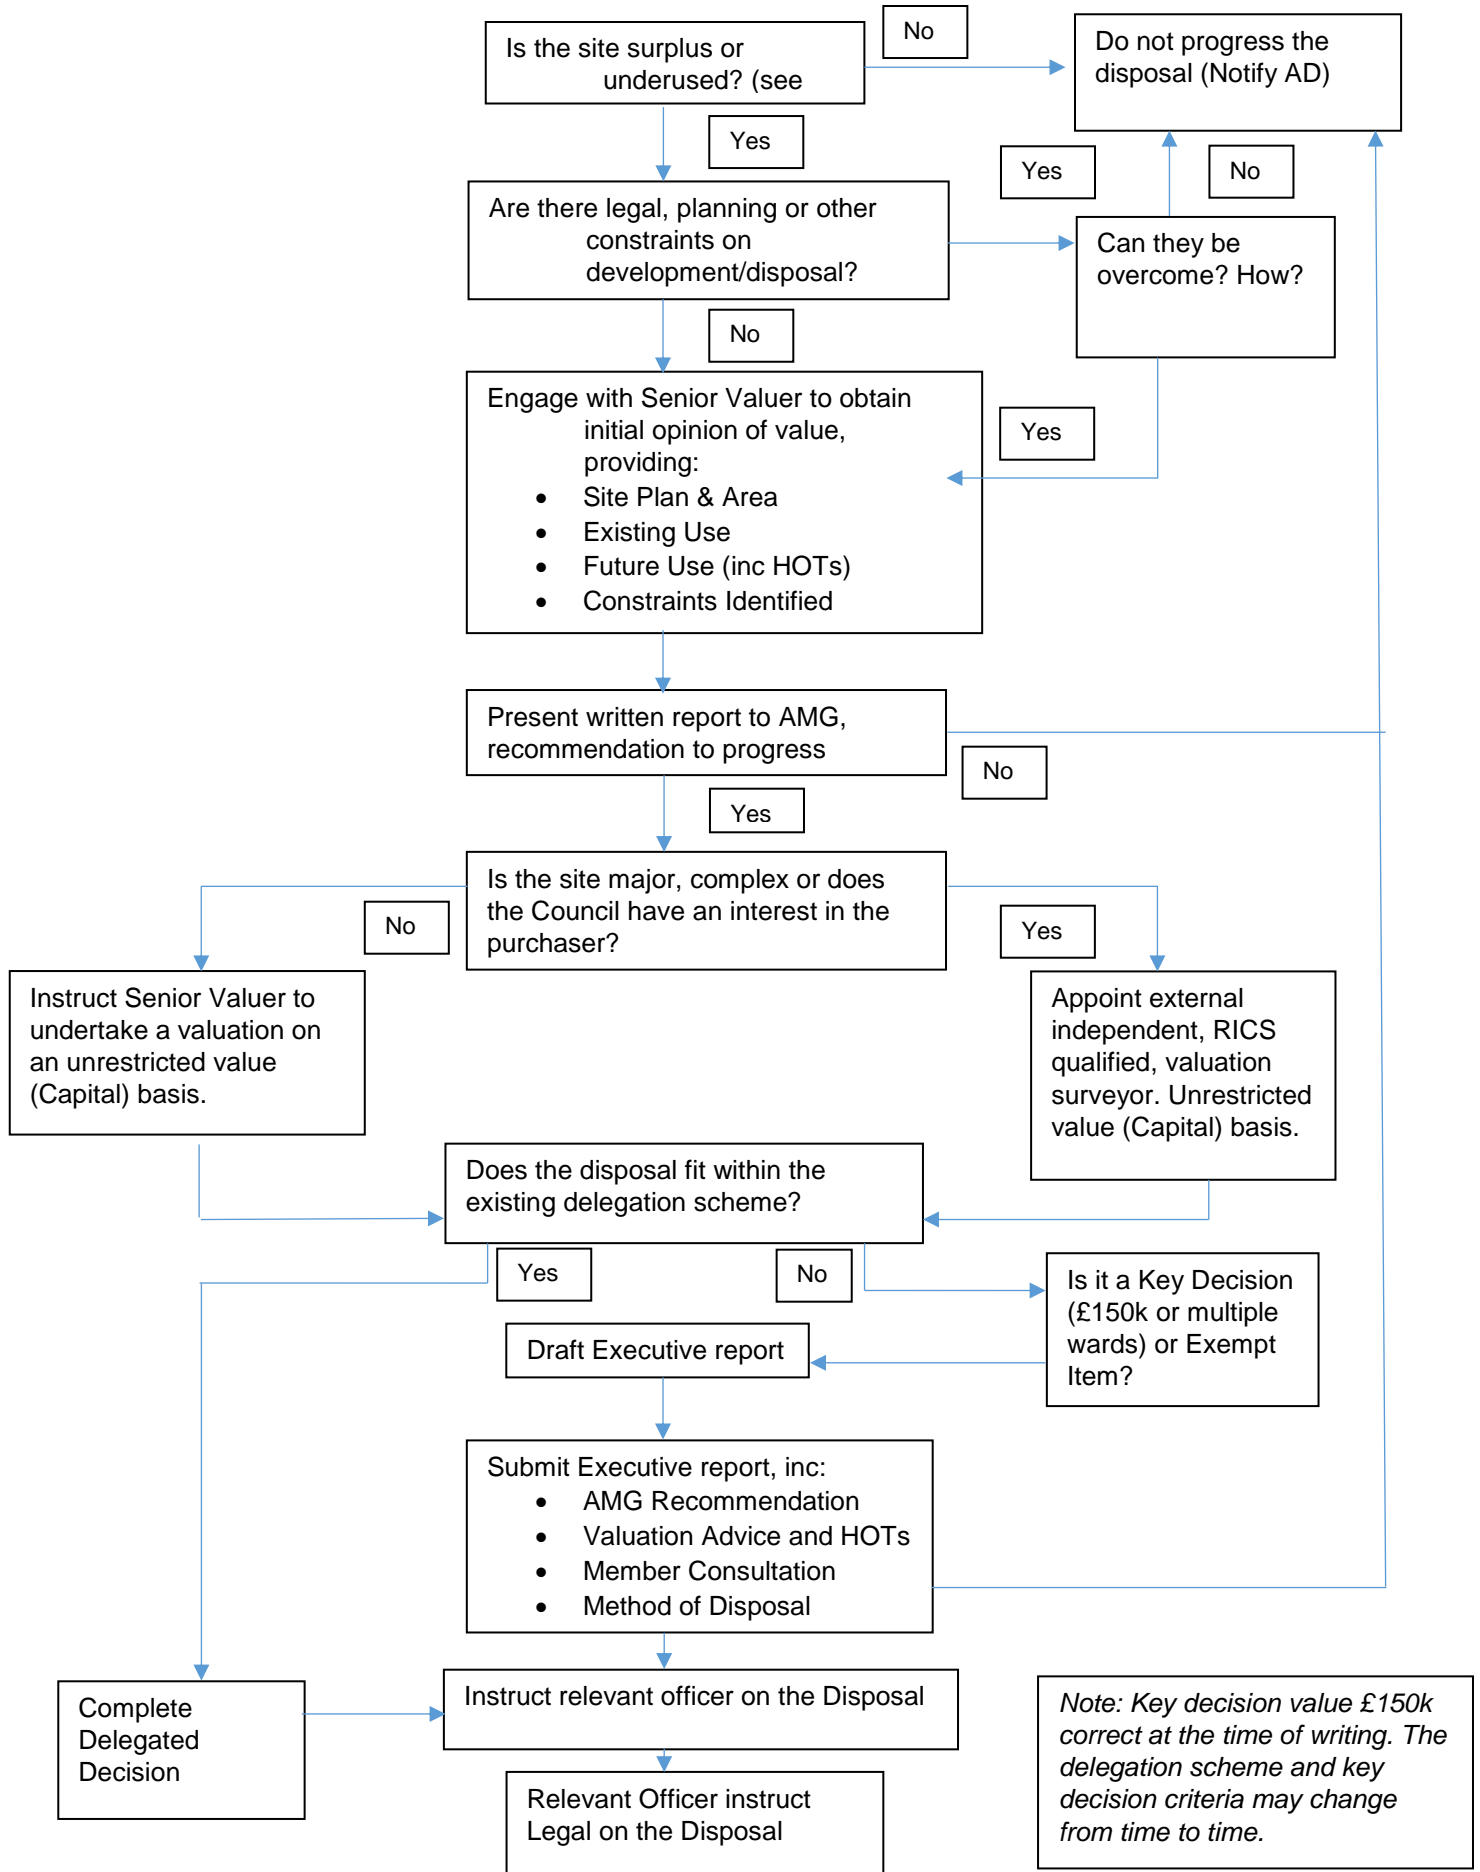 Is the site surplus or
underused? (see
No
Do not progress the
disposal (Notify AD)
Yes
Yes
No
Are there legal, planning or other
constraints on
development/disposal?
Can they be
overcome? How?
No
Engage with Senior Valuer to obtain
initial opinion of value,
providing:
• Site Plan & Area
• Existing Use
• Future Use (inc HOTs)
• Constraints Identified
Yes
Present written report to AMG,
recommendation to progress
No
Yes
Is the site major, complex or does
the Council have an interest in the
purchaser?
No
Yes
Instruct Senior Valuer to
undertake a valuation on
an unrestricted value
(Capital) basis.
Appoint external
independent, RICS
qualified, valuation
surveyor. Unrestricted
value (Capital) basis.
Does the disposal fit within the
existing delegation scheme?
Yes
No
Is it a Key Decision
(£150k or multiple
wards) or Exempt
Item?
Draft Executive report
Submit Executive report, inc:
• AMG Recommendation
• Valuation Advice and HOTs
• Member Consultation
• Method of Disposal
Complete
Delegated
Decision
Instruct relevant officer on the Disposal
Note: Key decision value £150k
correct at the time of writing. The
delegation scheme and key
decision criteria may change
from time to time.
Relevant Officer instruct
Legal on the Disposal